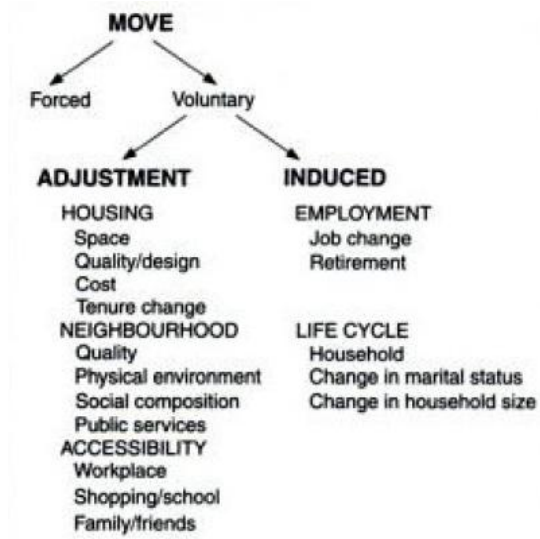 MOVE
Forced
Voluntary
ADJUSTMENT
HOUSING
Space
Quality/design
Cost
Tenure change
NEIGHBOURHOOD
Quality
Physical environment
Social composition
Public services
ACCESSIBILITY
Workplace
Shopping/school
Family/friends
INDUCED
EMPLOYMENT
Job change
Retirement
LIFE CYCLE
Household
Change in marital status
Change in household size